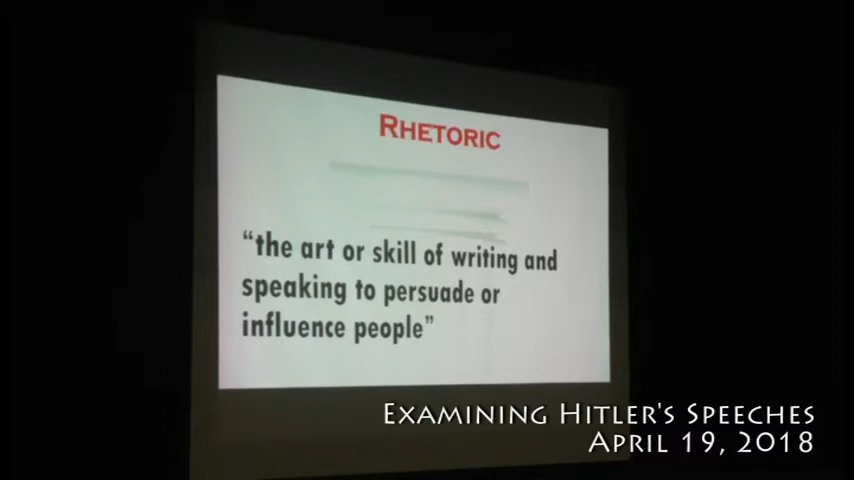 RHETORIC
“the art or skill of writing and
speaking to persuade or
influence people”
EXAMINING HITLER'S SPEECHES
APRIL 19, 2018